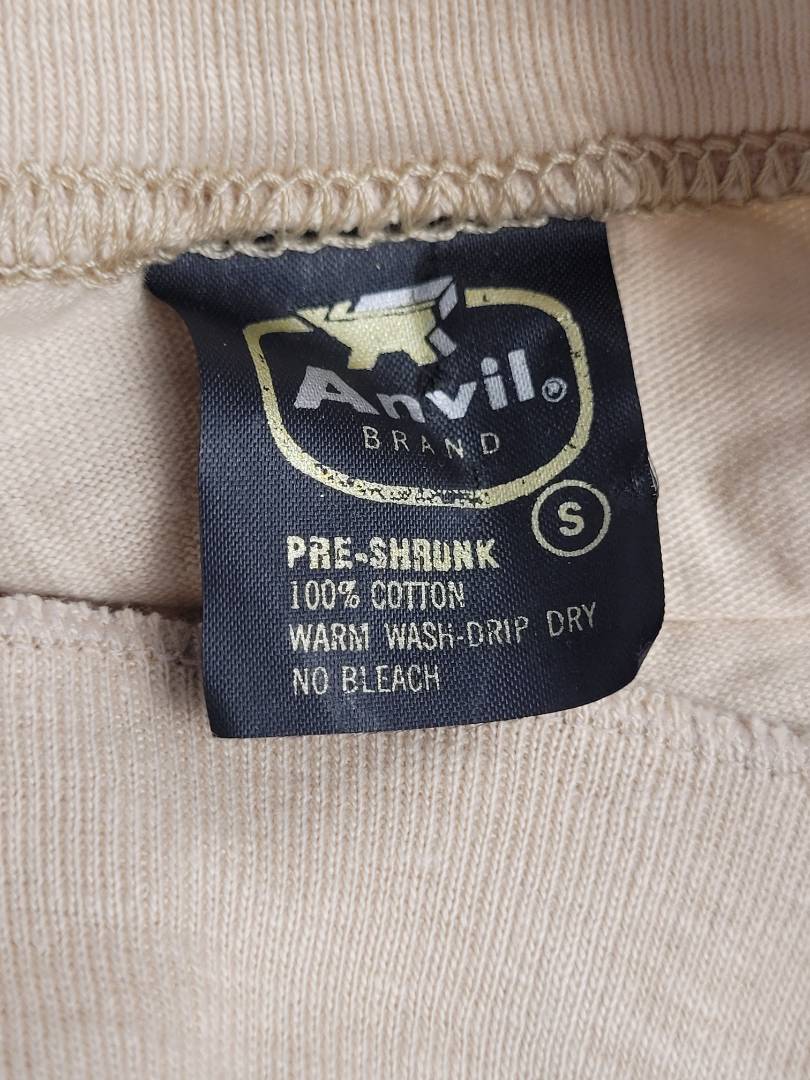 Anvil®
BRAND
S
PRE-SHRUNK
100% COTTON
WARM WASH-DRIP DRY
NO BLEACH